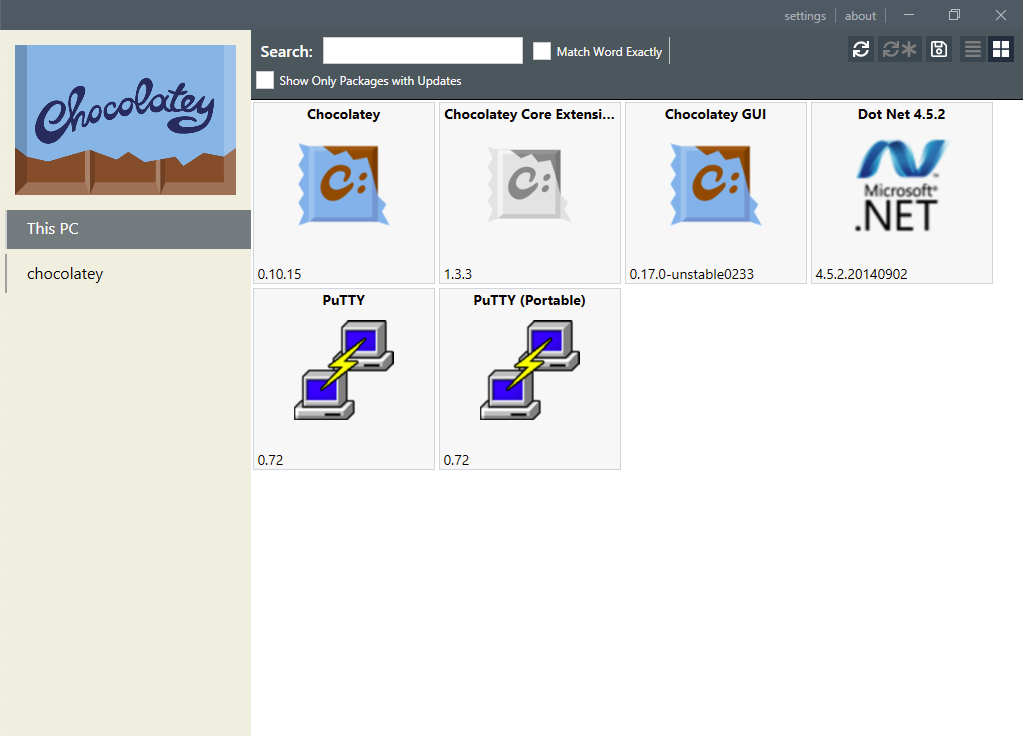 settings
about
Chocolatey
Search:
Match Word Exactly
Show Only Packages with Updates
This PC
chocolatey
Chocolatey
C:
0.10.15
Chocolatey Core Extensi...
C:
1.3.3
Chocolatey GUI
C:
0.17.0-unstable0233
Dot Net 4.5.2
Microsoft®
.NET
4.5.2.20140902
PuTTY
0.72
PuTTY (Portable)
0.72